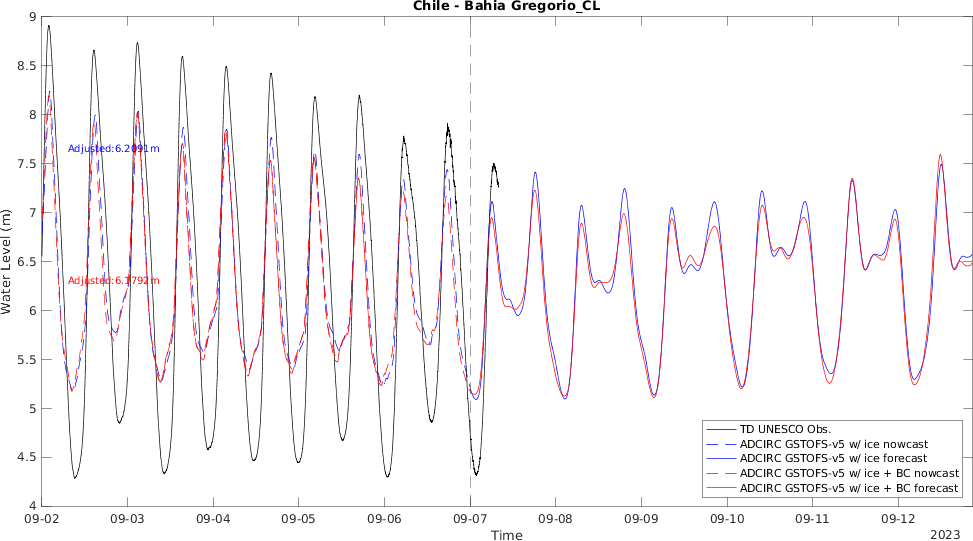 Chile - Bahia Gregorio_CL
Water Level (m)
9
8.5
8
7.5
7
6.5
6
5.5
5
4.5
4
Adjusted:6.2091m
Adjusted:6.1792m
TD UNESCO Obs.
ADCIRC GSTOFS-v5 w/ ice nowcast
ADCIRC GSTOFS-v5 w/ ice forecast
ADCIRC GSTOFS-v5 w/ ice + BC nowcast
ADCIRC GSTOFS-v5 w/ ice + BC forecast
09-02 09-03 09-04 09-05 09-06 09-07 09-08 09-09 09-10 09-11 09-12
Time
2023